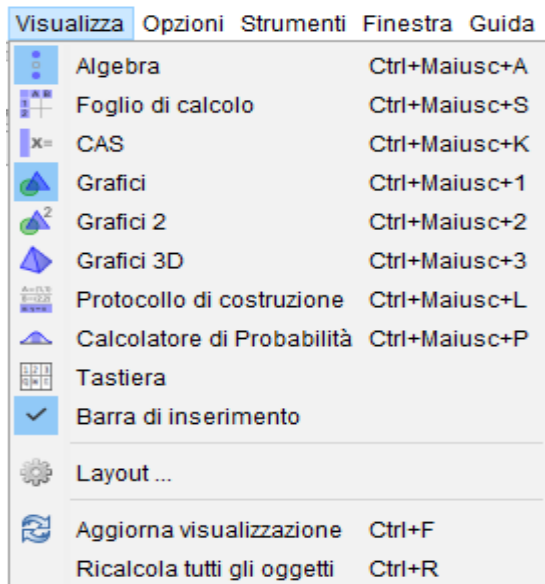 Visualizza Opzioni Strumenti Finestra Guida
Algebra Ctrl+Maiusc+A
Foglio di calcolo Ctrl+Maiusc+S
CAS Ctrl+Maiusc+K
Grafici Ctrl+Maiusc+1
Grafici 2 Ctrl+Maiusc+2
Grafici 3D Ctrl+Maiusc+3
Protocollo di costruzione Ctrl+Maiusc+L
Calcolatore di Probabilità Ctrl+Maiusc+P
Tastiera
Barra di inserimento
Layout ...
Aggiorna visualizzazione Ctrl+F
Ricalcola tutti gli oggetti Ctrl+R